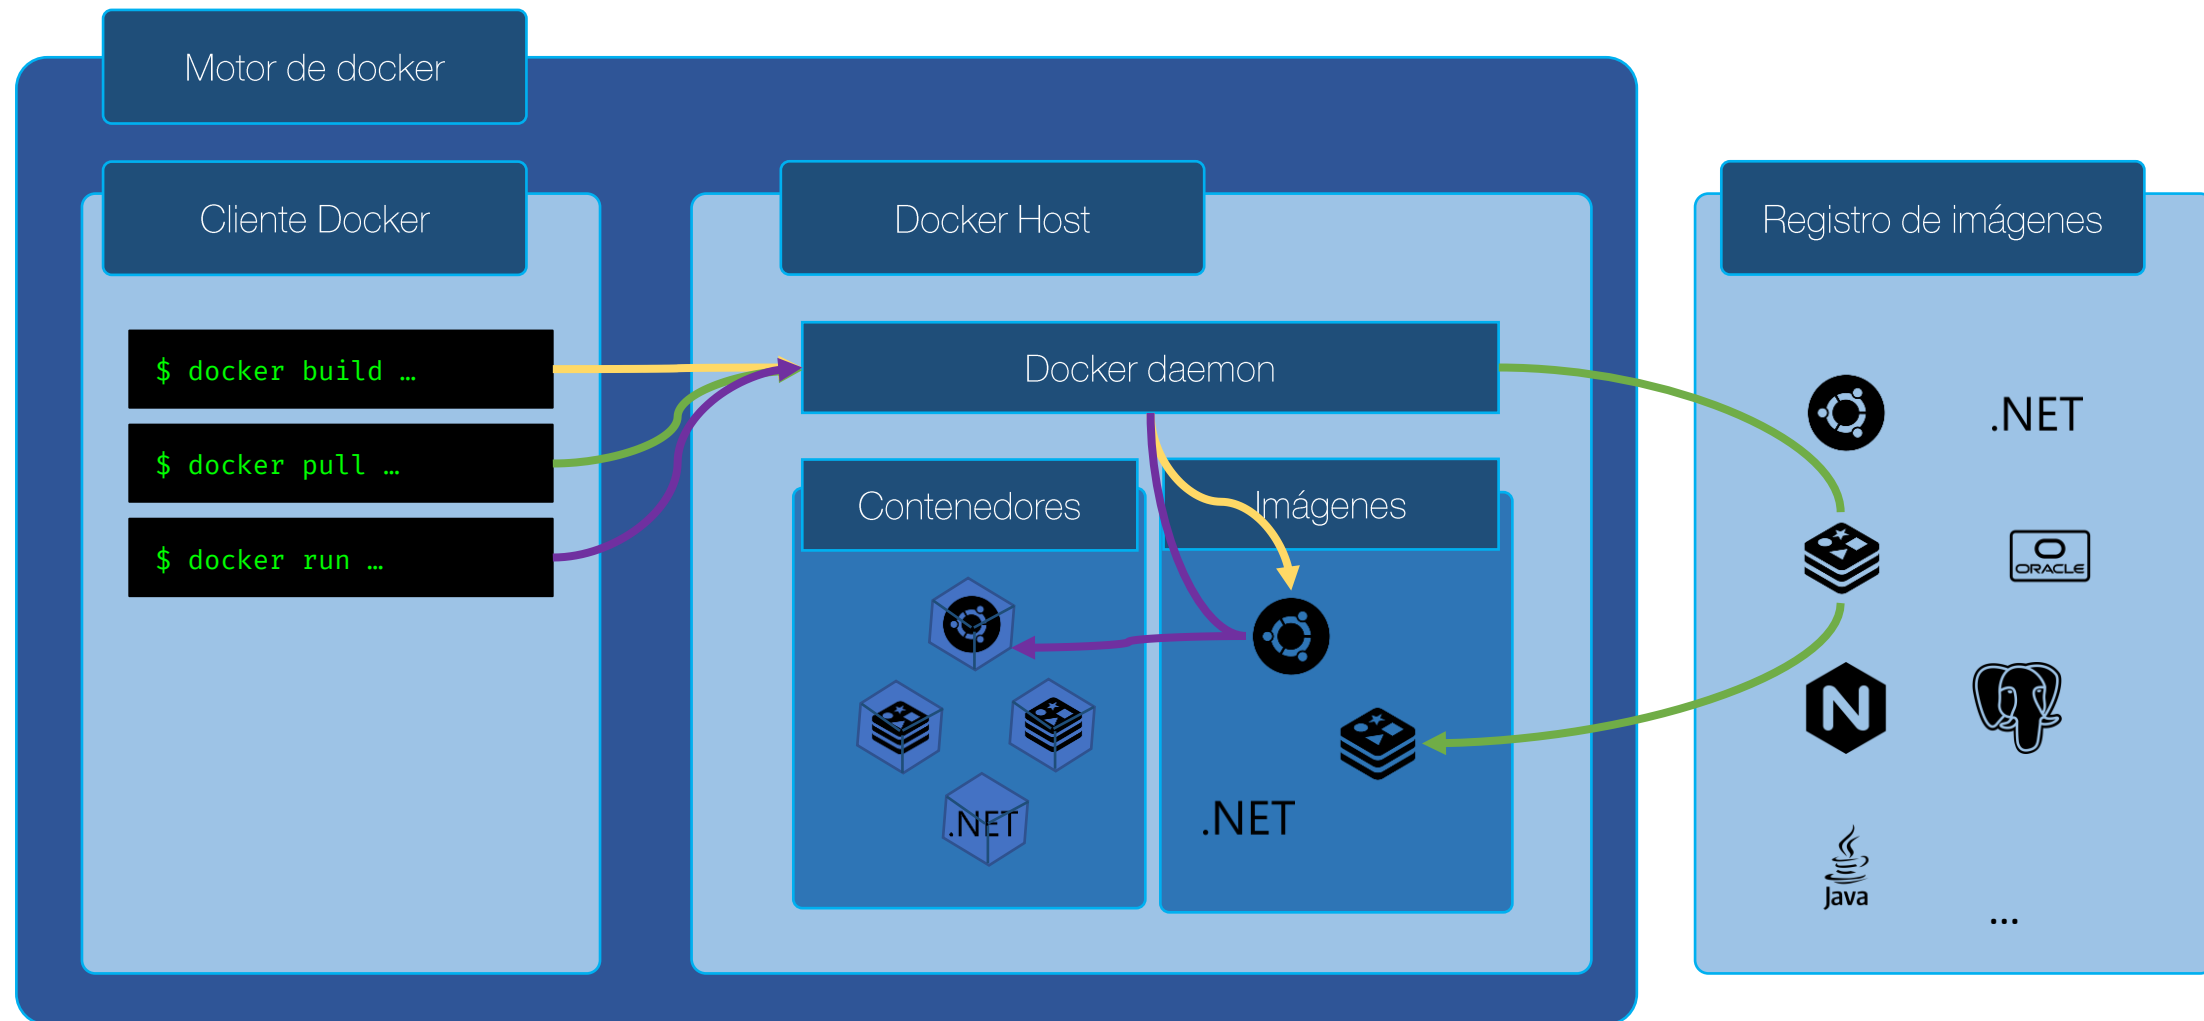 Motor de docker
Cliente Docker
$ docker build …
$ docker pull …
$ docker run …
Docker Host
Docker daemon
Contenedores
.NET
Imágenes
.NET
Registro de imágenes
.NET
ORACLE
N
Java
...